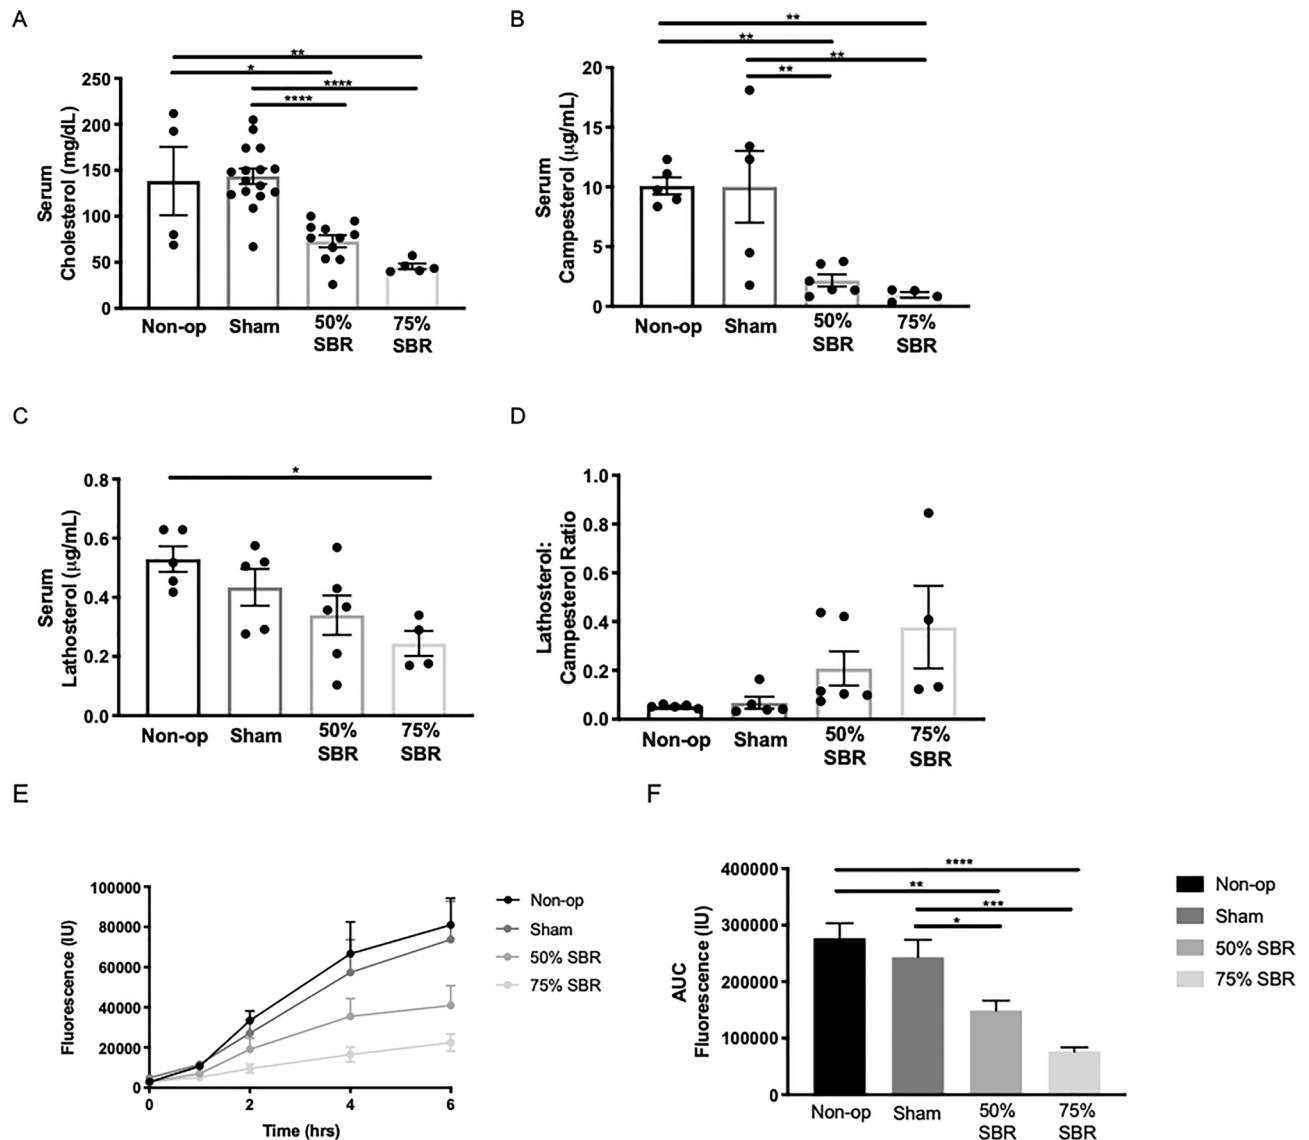 A
**
*
****
****
Serum
Cholesterol (mg/dL)
250
200
150
100
50
0
Non-op
Sham
50%
SBR
75%
SBR
B
**
**
**
**
Serum
Campesterol (μg/mL)
20
15
10
5
0
Non-op
Sham
50%
SBR
75%
SBR
C
*
Serum
Lathosterol (μg/mL)
0.8
0.6
0.4
0.2
0.0
Non-op
Sham
50%
SBR
75%
SBR
D
Lathosterol:
Campesterol Ratio
1.0
0.8
0.6
0.4
0.2
0.0
Non-op
Sham
50%
SBR
75%
SBR
E
Fluorescence (IU)
100000
80000
60000
40000
20000
0
0
2
4
6
Time (hrs)
Non-op
Sham
50% SBR
75% SBR
F
****
**
***
*
AUC
Fluorescence (IU)
400000
300000
200000
100000
0
Non-op
Sham
50%
SBR
75%
SBR
Non-op
Sham
50% SBR
75% SBR